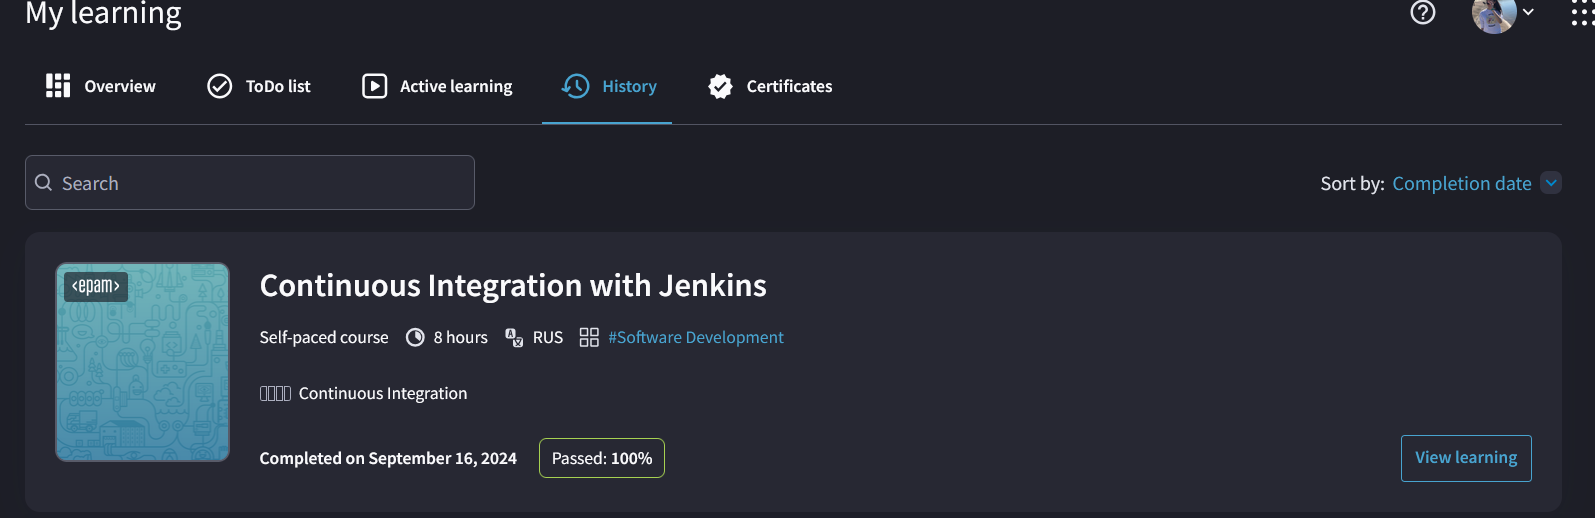 My learning
Overview
ToDo list
Active learning
History
Certificates
Search
Sort by: Completion date
<epam>
Continuous Integration with Jenkins
Self-paced course 8 hours RUS #Software Development
Continuous Integration
Completed on September 16, 2024 Passed: 100%
View learning